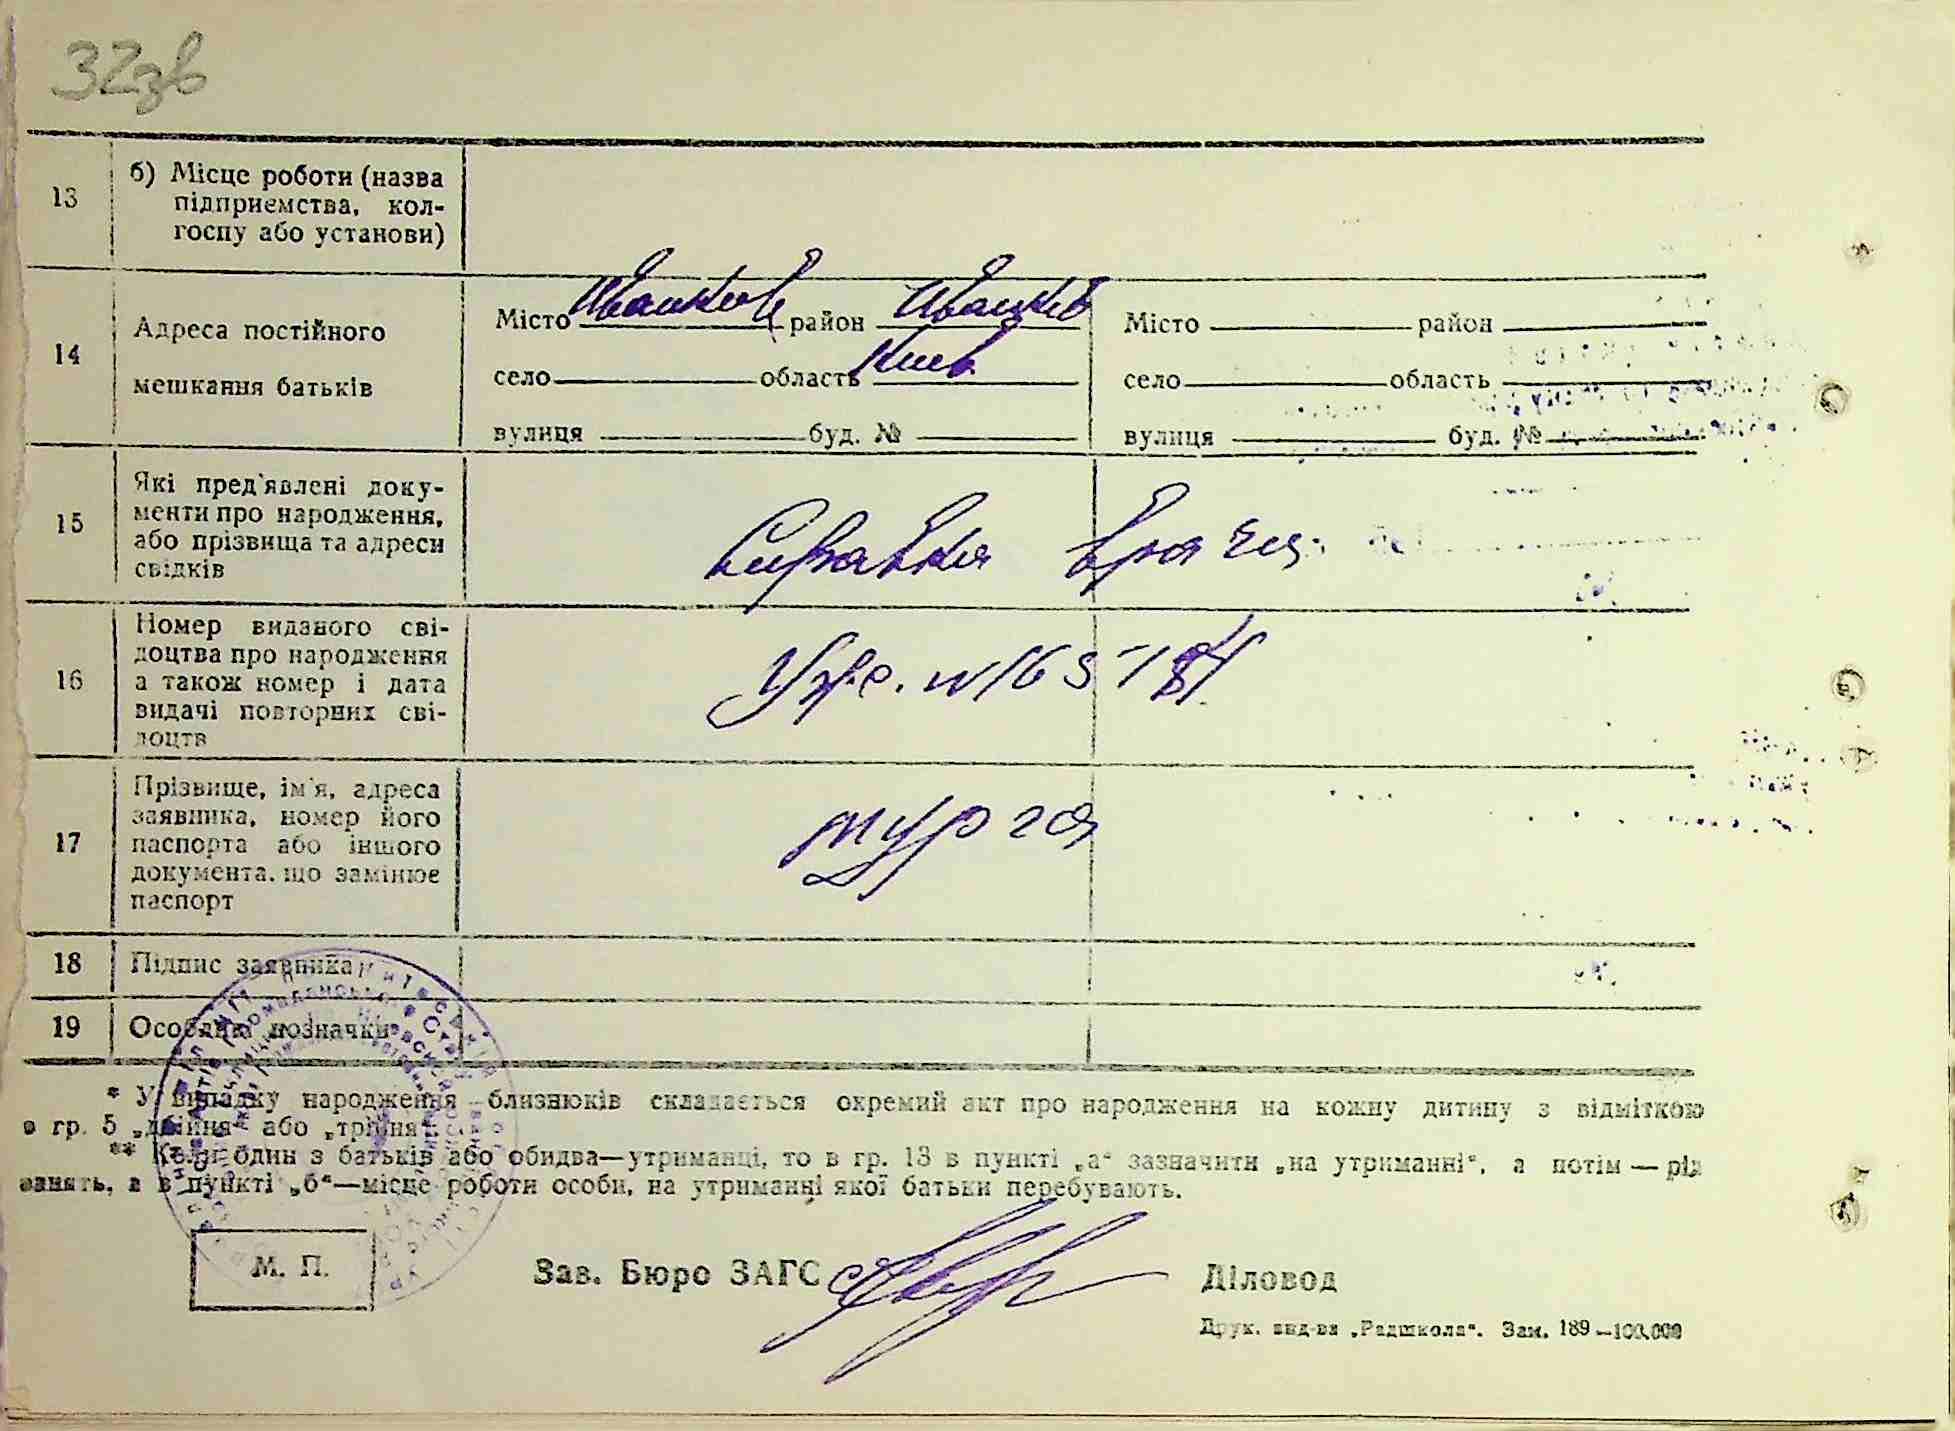 32зв
13 б) Місце роботи (назва
підприємства, кол-
госпу або установи)
14 Адреса постійного
мешкання батьків
Місто Иванков район Иванков Місто район
село область Киев село область
вулиця буд. № вулиця буд. №
15 Які пред'явлені доку-
менти про народження,
або прізвища та адреси
свідків
Справка врача
16 Номер виданого сві-
доцтва про народження
а також номер і дата
видачі повторних сві-
доцтв
17 Прізвище, ім'я, адреса
заявника, номер його
паспорта або іншого
документа, що замінює
паспорт
18 Підпис заявника
19 Особливі позначки
* У випадку народження близнюків складається окремий акт про народження на кожну дитину з відміткою
в гр. 5 „двійня“ або „трійня“.
** Коли один з батьків або обидва—утриманці, то в гр. 13 в пункті „а“ зазначити „на утриманні“, а потім — рід
занять, а в пункті „б“—місце роботи особи, на утриманні якої батьки перебувають.
М. П.
Зав. Бюро ЗАГС
Діловод
Друк. вид-ва „Радшкола“. Зам. 189—100.000